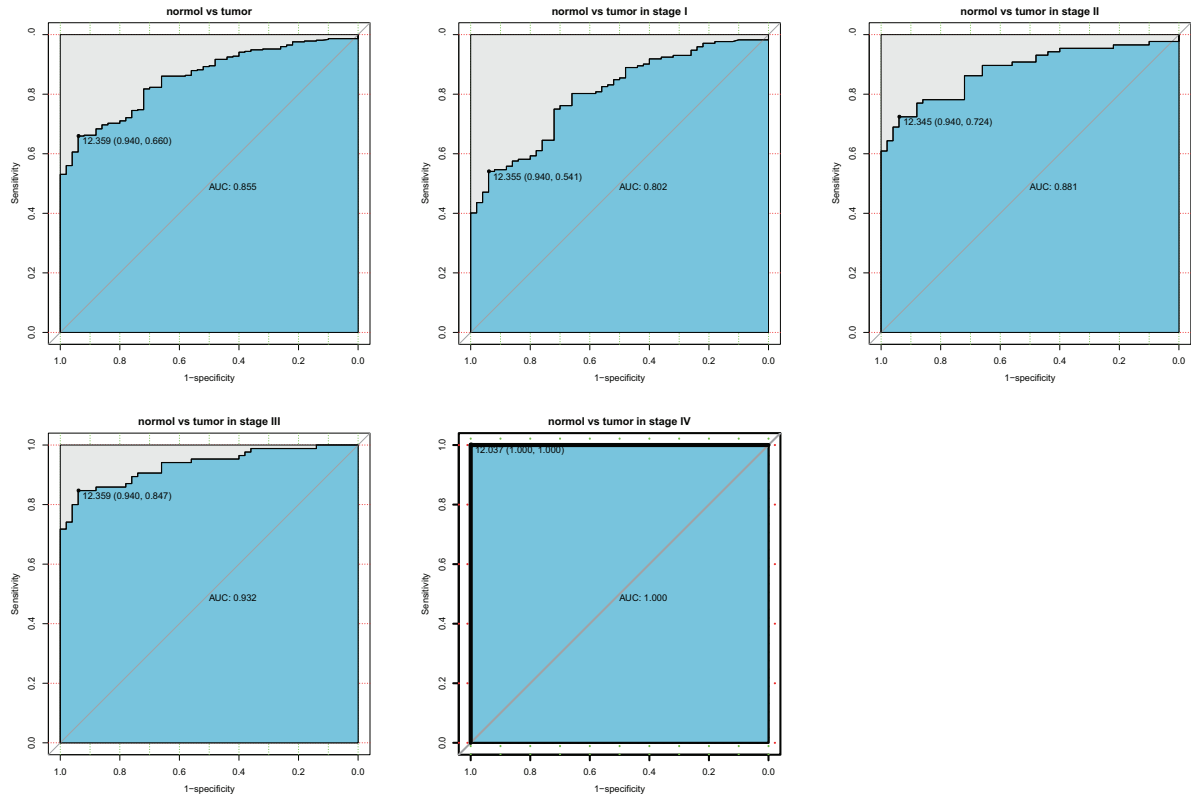 normol vs tumor
.0
0.8
0.6
0.4
0.2
0.0
Sensitivity
12.359 (0.940, 0.660)
AUC: 0.855
1.0 0.8 0.6 0.4 0.2 0.0
1−specificity
normol vs tumor in stage I
.0
0.8
0.6
0.4
0.2
0.0
Sensitivity
12.355 (0.940, 0.541)
AUC: 0.802
1.0 0.8 0.6 0.4 0.2 0.0
1−specificity
normol vs tumor in stage II
.0
0.8
0.6
0.4
0.2
0.0
Sensitivity
12.345 (0.940, 0.724)
AUC: 0.881
1.0 0.8 0.6 0.4 0.2 0.0
1−specificity
normol vs tumor in stage III
1.0
0.8
0.6
0.4
0.2
0.0
Sensitivity
12.359 (0.940, 0.847)
AUC: 0.932
1.0 0.8 0.6 0.4 0.2 0.0
1−specificity
normol vs tumor in stage IV
1.0
0.8
0.6
0.4
0.2
0.0
Sensitivity
12.037 (1.000, 1.000)
AUC: 1.000
1.0 0.8 0.6 0.4 0.2 0.0
1−specificity